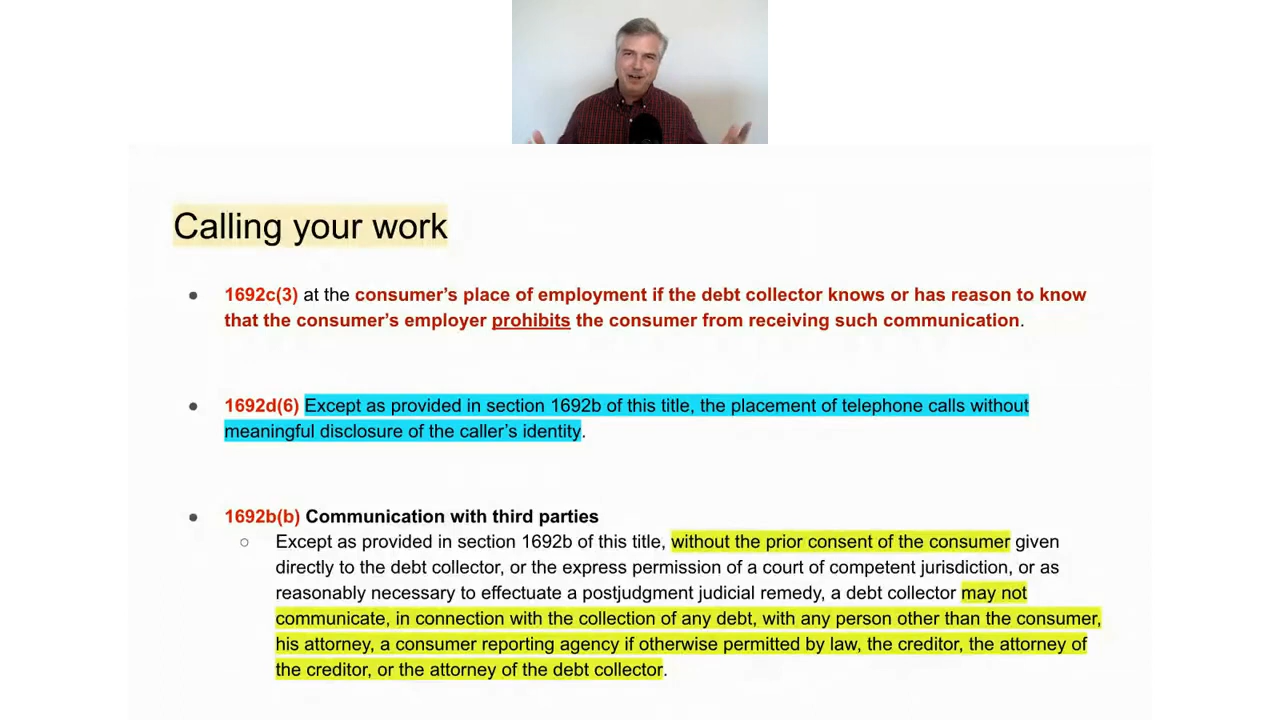 Calling your work
● 1692c(3) at the consumer’s place of employment if the debt collector knows or has reason to know
that the consumer’s employer prohibits the consumer from receiving such communication.
● 1692d(6) Except as provided in section 1692b of this title, the placement of telephone calls without
meaningful disclosure of the caller’s identity.
● 1692b(b) Communication with third parties
○ Except as provided in section 1692b of this title, without the prior consent of the consumer given
directly to the debt collector, or the express permission of a court of competent jurisdiction, or as
reasonably necessary to effectuate a postjudgment judicial remedy, a debt collector may not
communicate, in connection with the collection of any debt, with any person other than the consumer,
his attorney, a consumer reporting agency if otherwise permitted by law, the creditor, the attorney of
the creditor, or the attorney of the debt collector.